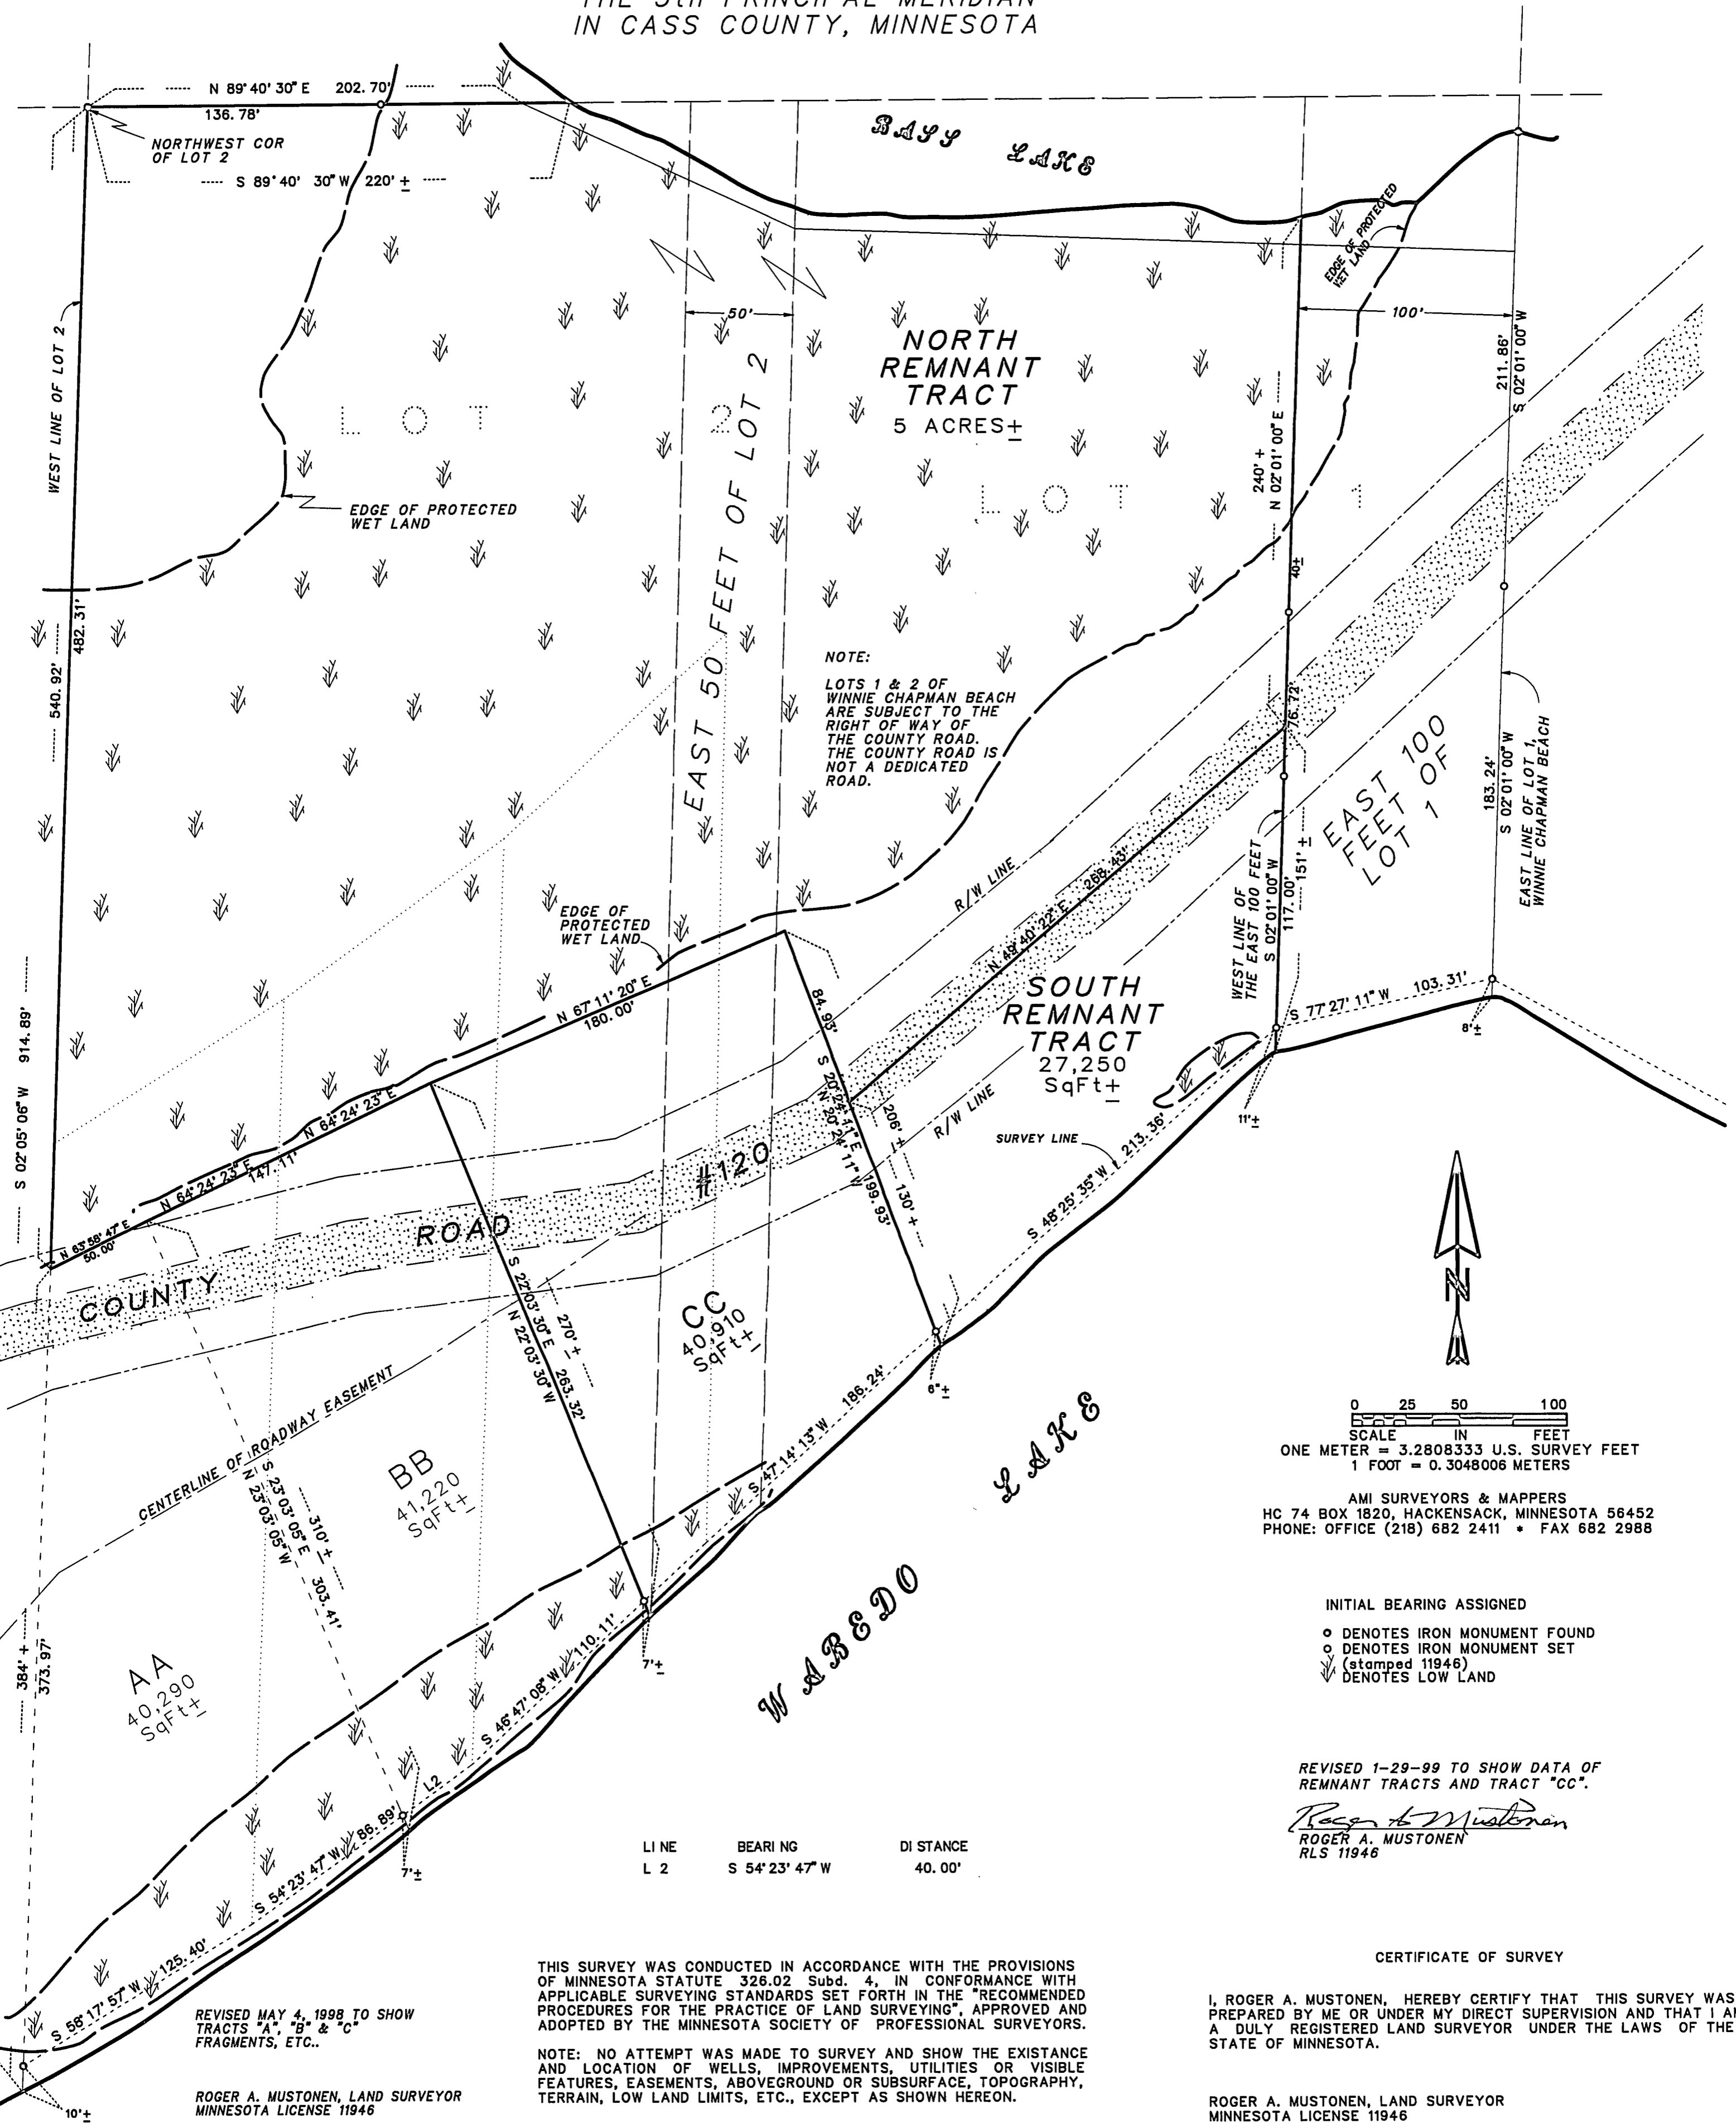 THE 5th PRINCIPAL MERIDIAN
IN CASS COUNTY, MINNESOTA
N 89°40'30" E 202.70'
136.78'
NORTHWEST COR
OF LOT 2
S 89°40'30" W 220' ±
BASS LAKE
EDGE OF PROTECTED
WET LAND
50'
100'
WEST LINE OF LOT 2
211.86'
S 02°01'00" W
NORTH
REMNANT
TRACT
5 ACRES±
LOT 2
EAST 50 FEET OF LOT 2
LOT 1
240' +
N 02°01'00" E
40±
EDGE OF PROTECTED
WET LAND
482.31'
540.92'
S 02°05'06" W 914.89'
NOTE:
LOTS 1 & 2 OF
WINNIE CHAPMAN BEACH
ARE SUBJECT TO THE
RIGHT OF WAY OF
THE COUNTY ROAD.
THE COUNTY ROAD IS
NOT A DEDICATED
ROAD.
76.72'
EAST 100
FEET OF
LOT 1
183.24'
S 02°01'00" W
EAST LINE OF LOT 1,
WINNIE CHAPMAN BEACH
WEST LINE OF
THE EAST 100 FEET
S 02°01'00" W
117.00'
151' ±
R/W LINE
N 49°40'22" E 268.43'
EDGE OF
PROTECTED
WET LAND
N 67°11'20" E
180.00'
84.93'
S 20°24'11" E
N 20°24'11" W
199.93'
206' ±
130' +
SOUTH
REMNANT
TRACT
27,250
SqFt±
S 77°27'11" W 103.31'
8'±
11'±
R/W LINE
SURVEY LINE
S 48°25'35" W 213.36'
N 64°24'23" E
N 64°24'23" E
147.11'
N 63°58'47" E
50.00'
COUNTY ROAD #120
S 22°03'30" E 263.32'
N 22°03'30" W
270' ±
CC
40,910
SqFt±
6'±
S 47°14'13" W 186.24'
CENTERLINE OF ROADWAY EASEMENT
S 23°03'05" E 303.41'
N 23°03'05" W
310' ±
BB
41,220
SqFt±
WABEDO LAKE
N
0 25 50 100
SCALE IN FEET
ONE METER = 3.2808333 U.S. SURVEY FEET
1 FOOT = 0.3048006 METERS
AMI SURVEYORS & MAPPERS
HC 74 BOX 1820, HACKENSACK, MINNESOTA 56452
PHONE: OFFICE (218) 682 2411 * FAX 682 2988
INITIAL BEARING ASSIGNED
DENOTES IRON MONUMENT FOUND
DENOTES IRON MONUMENT SET
(stamped 11946)
DENOTES LOW LAND
384' +
373.97'
AA
40,290
SqFt±
7'±
S 46°47'08" W 110.11'
L2
7'±
S 54°23'47" W 86.89'
S 58°17'57" W 125.40'
10'±
REVISED 1-29-99 TO SHOW DATA OF
REMNANT TRACTS AND TRACT "CC".
Roger A Mustonen
ROGER A. MUSTONEN
RLS 11946
LINE BEARING DISTANCE
L 2 S 54°23'47" W 40.00'
REVISED MAY 4, 1998 TO SHOW
TRACTS "A", "B" & "C"
FRAGMENTS, ETC..
ROGER A. MUSTONEN, LAND SURVEYOR
MINNESOTA LICENSE 11946
THIS SURVEY WAS CONDUCTED IN ACCORDANCE WITH THE PROVISIONS
OF MINNESOTA STATUTE 326.02 Subd. 4, IN CONFORMANCE WITH
APPLICABLE SURVEYING STANDARDS SET FORTH IN THE "RECOMMENDED
PROCEDURES FOR THE PRACTICE OF LAND SURVEYING", APPROVED AND
ADOPTED BY THE MINNESOTA SOCIETY OF PROFESSIONAL SURVEYORS.
NOTE: NO ATTEMPT WAS MADE TO SURVEY AND SHOW THE EXISTANCE
AND LOCATION OF WELLS, IMPROVEMENTS, UTILITIES OR VISIBLE
FEATURES, EASEMENTS, ABOVEGROUND OR SUBSURFACE, TOPOGRAPHY,
TERRAIN, LOW LAND LIMITS, ETC., EXCEPT AS SHOWN HEREON.
CERTIFICATE OF SURVEY
I, ROGER A. MUSTONEN, HEREBY CERTIFY THAT THIS SURVEY WAS
PREPARED BY ME OR UNDER MY DIRECT SUPERVISION AND THAT I AM
A DULY REGISTERED LAND SURVEYOR UNDER THE LAWS OF THE
STATE OF MINNESOTA.
ROGER A. MUSTONEN, LAND SURVEYOR
MINNESOTA LICENSE 11946